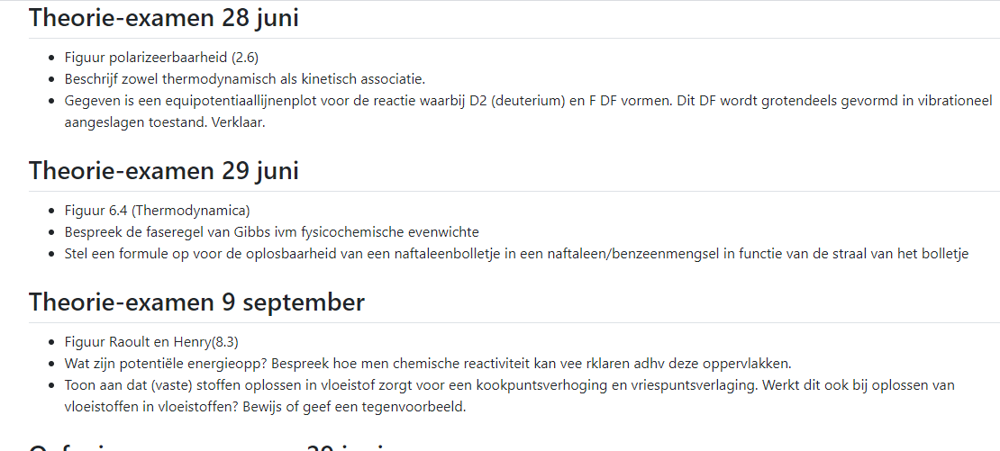 Theorie-examen 28 juni
Figuur polarizeerbaarheid (2.6)
Beschrijf zowel thermodynamisch als kinetisch associatie.
Gegeven is een equipotentiaallijnenplot voor de reactie waarbij D2 (deuterium) en F DF vormen. Dit DF wordt grotendeels gevormd in vibrationeel
aangeslagen toestand. Verklaar.
Theorie-examen 29 juni
Figuur 6.4 (Thermodynamica)
Bespreek de faseregel van Gibbs ivm fysicochemische evenwichte
Stel een formule op voor de oplosbaarheid van een naftaleenbolletje in een naftaleen/benzeenmengsel in functie van de straal van het bolletje
Theorie-examen 9 september
Figuur Raoult en Henry(8.3)
Wat zijn potentiële energieopp? Bespreek hoe men chemische reactiviteit kan vee rklaren adhv deze oppervlakken.
Toon aan dat (vaste) stoffen oplossen in vloeistof zorgt voor een kookpuntsverhoging en vriespuntsverlaging. Werkt dit ook bij oplossen van
vloeistoffen in vloeistoffen? Bewijs of geef een tegenvoorbeeld.